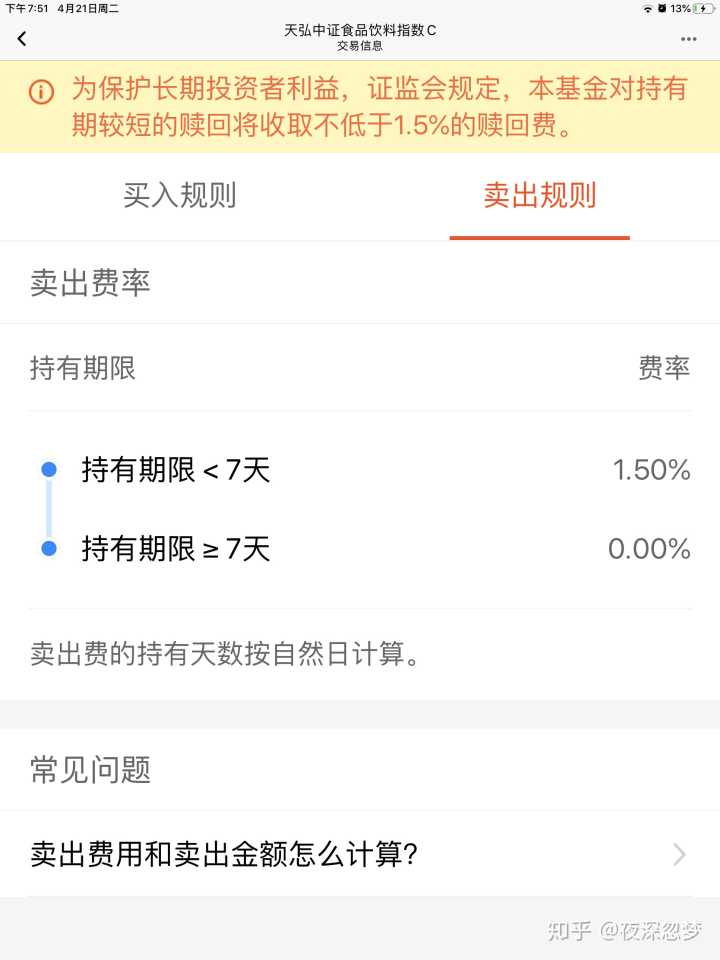 下午7:51 4月21日周二
13%
天弘中证食品饮料指数C
交易信息
为保护长期投资者利益，证监会规定，本基金对持有
期较短的赎回将收取不低于1.5%的赎回费。
买入规则 卖出规则
卖出费率
持有期限 费率
持有期限 < 7天 1.50%
持有期限 ≥ 7天 0.00%
卖出费的持有天数按自然日计算。
常见问题
卖出费用和卖出金额怎么计算?
知乎 @夜深忽梦